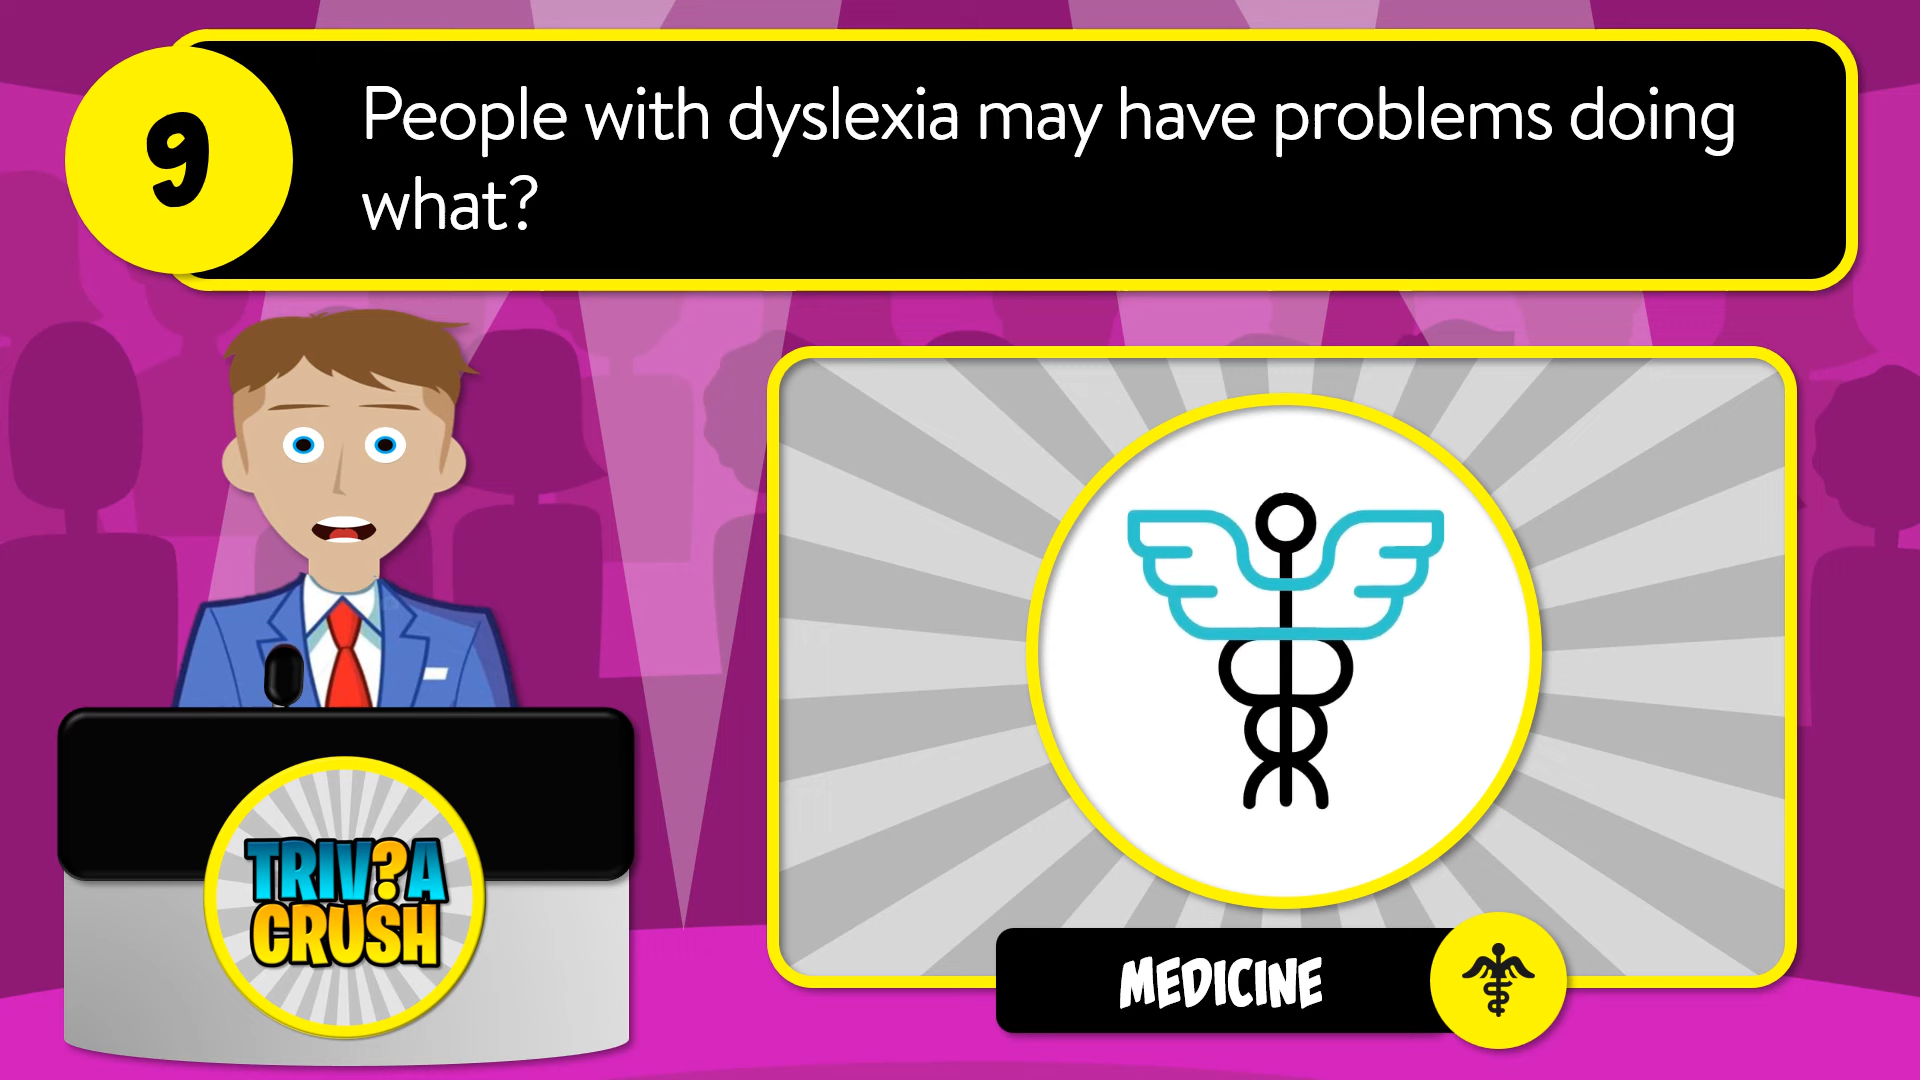 9
People with dyslexia may have problems doing
what?
TRIV?A
CRUSH
MEDICINE